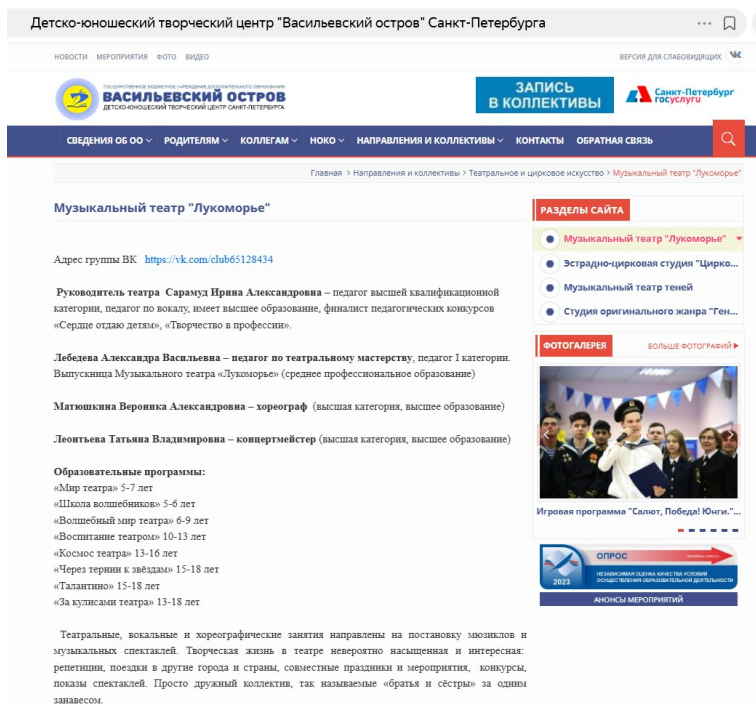 Детско-юношеский творческий центр "Васильевский остров" Санкт-Петербурга
НОВОСТИ МЕРОПРИЯТИЯ ФОТО ВИДЕО
ВЕРСИЯ ДЛЯ СЛАБОВИДЯЩИХ
ГОСУДАРСТВЕННОЕ БЮДЖЕТНОЕ УЧРЕЖДЕНИЕ ДОПОЛНИТЕЛЬНОГО ОБРАЗОВАНИЯ
ВАСИЛЬЕВСКИЙ ОСТРОВ
ДЕТСКО-ЮНОШЕСКИЙ ТВОРЧЕСКИЙ ЦЕНТР САНКТ-ПЕТЕРБУРГА
ЗАПИСЬ
В КОЛЛЕКТИВЫ
Санкт-Петербург
госуслуги
СВЕДЕНИЯ ОБ ОО РОДИТЕЛЯМ КОЛЛЕГАМ НОКО НАПРАВЛЕНИЯ И КОЛЛЕКТИВЫ КОНТАКТЫ ОБРАТНАЯ СВЯЗЬ
Главная > Направления и коллективы > Театральное и цирковое искусство > Музыкальный театр "Лукоморье"
Музыкальный театр "Лукоморье"
Адрес группы ВК https://vk.com/club65128434
Руководитель театра Сарамуд Ирина Александровна – педагог высшей квалификационной
категории, педагог по вокалу, имеет высшее образование, финалист педагогических конкурсов
«Сердце отдаю детям», «Творчество в профессии».
Лебедева Александра Васильевна – педагог по театральному мастерству, педагог I категории.
Выпускница Музыкального театра «Лукоморье» (среднее профессиональное образование)
Матюшкина Вероника Александровна – хореограф (высшая категория, высшее образование)
Леонтьева Татьяна Владимировна – концертмейстер (высшая категория, высшее образование)
Образовательные программы:
«Мир театра» 5-7 лет
«Школа волшебников» 5-6 лет
«Волшебный мир театра» 6-9 лет
«Воспитание театром» 10-13 лет
«Космос театра» 13-16 лет
«Через тернии к звёздам» 15-18 лет
«Талантино» 15-18 лет
«За кулисами театра» 13-18 лет
Театральные, вокальные и хореографические занятия направлены на постановку мюзиклов и
музыкальных спектаклей. Творческая жизнь в театре невероятно насыщенная и интересная:
репетиции, поездки в другие города и страны, совместные праздники и мероприятия, конкурсы,
показы спектаклей. Просто дружный коллектив, так называемые «братья и сёстры» за одним
занавесом.
РАЗДЕЛЫ САЙТА
Музыкальный театр "Лукоморье"
Эстрадно-цирковая студия "Цирко...
Музыкальный театр теней
Студия оригинального жанра "Ген...
ФОТОГАЛЕРЕЯ
БОЛЬШЕ ФОТОГРАФИЙ
Игровая программа "Салют, Победа! Юнги."...
ОПРОС
НЕЗАВИСИМАЯ ОЦЕНКА КАЧЕСТВА УСЛОВИЙ
ОСУЩЕСТВЛЕНИЯ ОБРАЗОВАТЕЛЬНОЙ ДЕЯТЕЛЬНОСТИ
2023
АНОНСЫ МЕРОПРИЯТИЙ